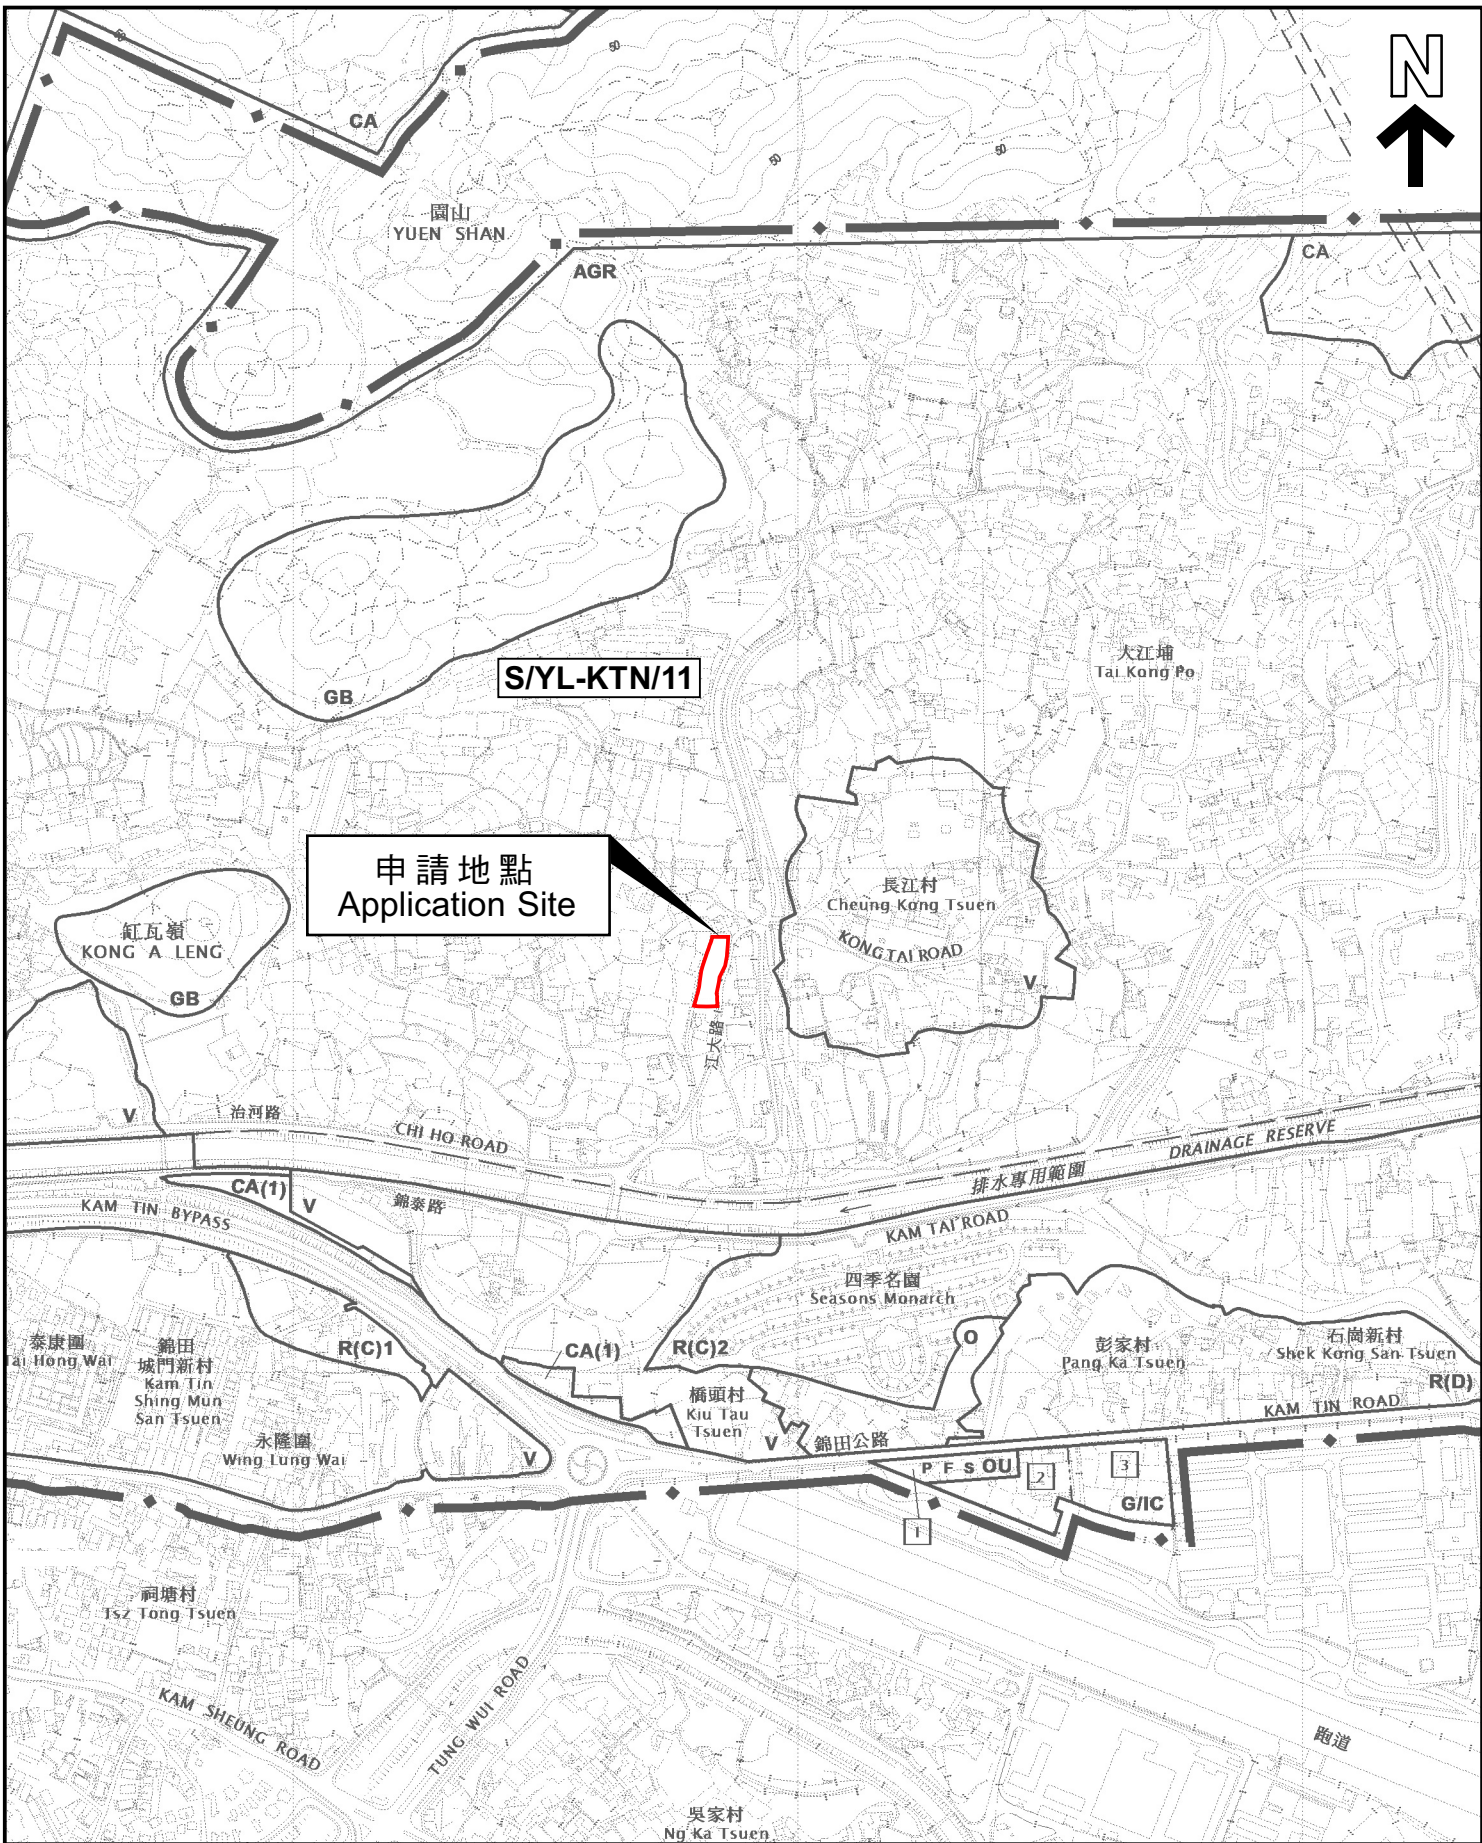 N
50
50
CA
50
50
園山
YUEN SHAN
AGR
CA
大江埔
Tai Kong Po
S/YL-KTN/11
GB
申請地點
Application Site
長江村
Cheung Kong Tsuen
KONG TAI ROAD
V
缸瓦嶺
KONG A LENG
GB
江大路
V
治河路
CHI HO ROAD
DRAINAGE RESERVE
排水專用範圍
CA(1)
V
錦泰路
KAM TIN BYPASS
KAM TAI ROAD
四季名園
Seasons Monarch
泰康圍
Tai Hong Wai
錦田
城門新村
Kam Tin
Shing Mun
San Tsuen
R(C)1
CA(1)
R(C)2
O
彭家村
Pang Ka Tsuen
石崗新村
Shek Kong San Tsuen
R(D)
橋頭村
Kiu Tau
Tsuen
V
錦田公路
KAM TIN ROAD
永隆圍
Wing Lung Wai
V
P F S OU
2
3
G/IC
1
祠塘村
Tsz Tong Tsuen
KAM SHEUNG ROAD
TUNG WUI ROAD
跑道
吳家村
Ng Ka Tsuen